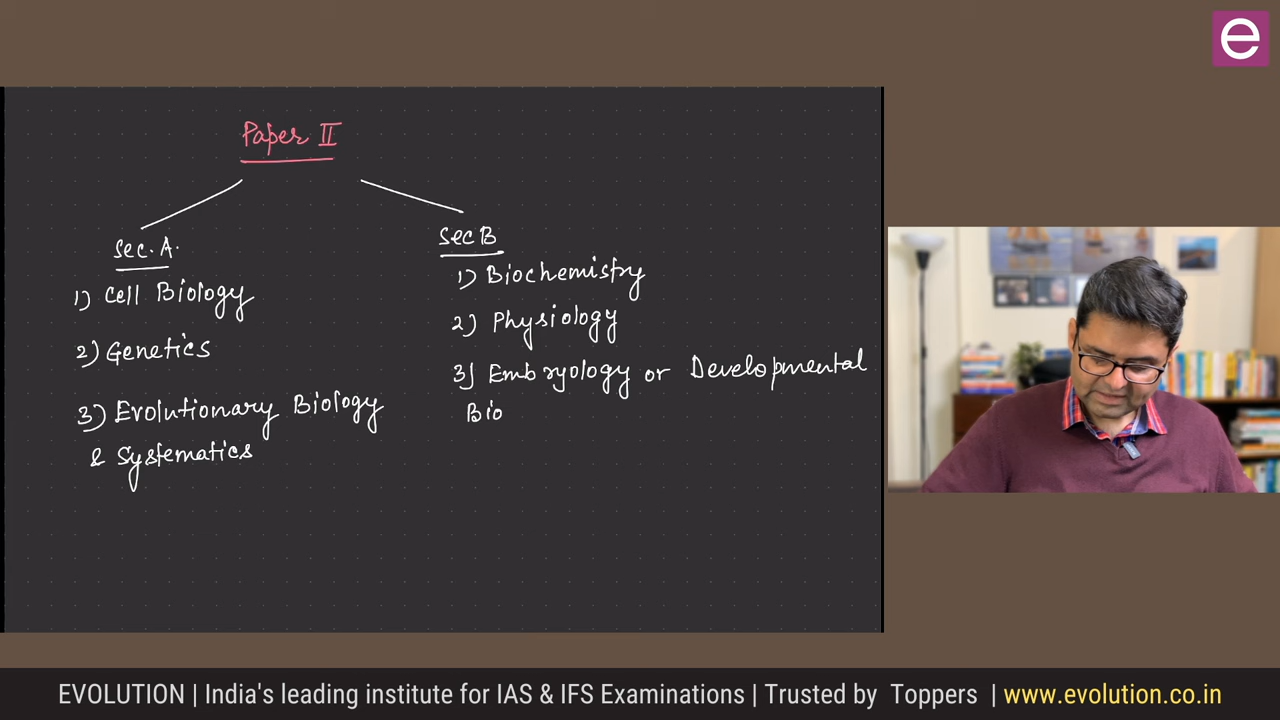 e
Paper II
Sec. A.
1) Cell Biology
2) Genetics
3) Evolutionary Biology
& Systematics
Sec B
1) Biochemistry
2) Physiology
3) Embryology or Developmental
Bio
EVOLUTION | India's leading institute for IAS & IFS Examinations | Trusted by Toppers | www.evolution.co.in